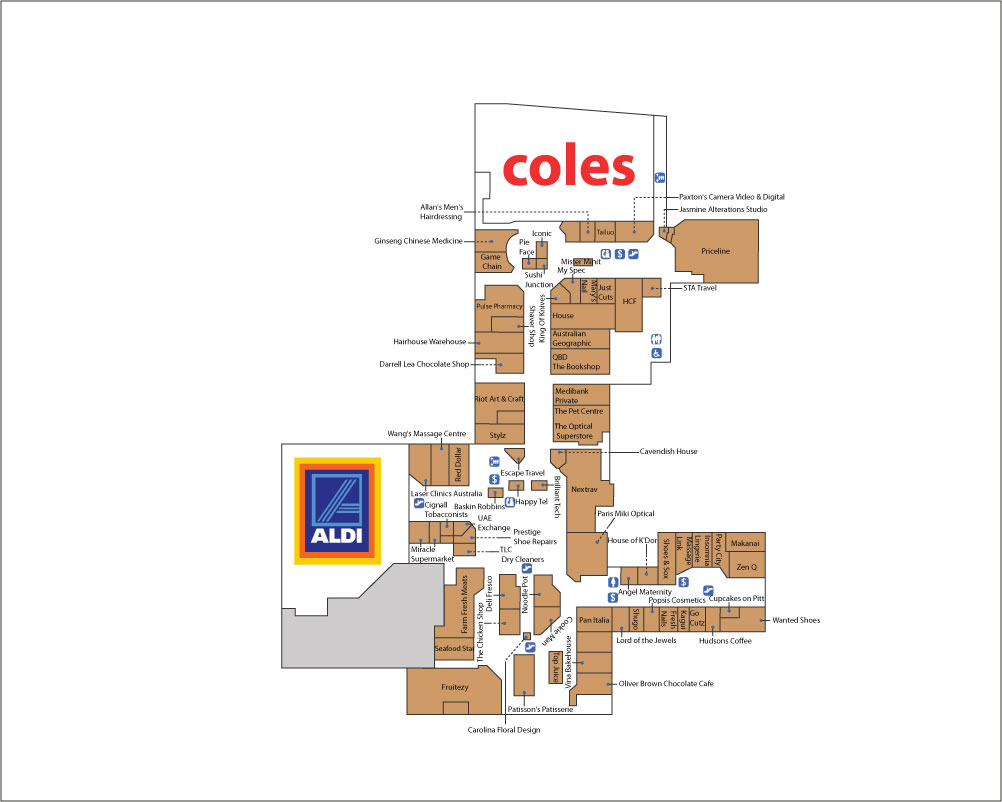 coles
Paxton's Camera Video & Digital
Allan's Men's
Hairdressing
Jasmine Alterations Studio
Iconic
Tailuo
Ginseng Chinese Medicine
Pie
Face
Priceline
Game
Chain
Mister Minit
Sushi
Junction
My Spec
Nail
Mary's
Just
Cuts
HCF
STA Travel
Pulse Pharmacy
Shaver Shop
King Of Knives
House
Hairhouse Warehouse
Australian
Geographic
Darrell Lea Chocolate Shop
QBD
The Bookshop
Riot Art & Craft
Medibank
Private
The Pet Centre
Stylz
The Optical
Superstore
Wang's Massage Centre
Red Dollar
Cavendish House
Escape Travel
ALDI
Laser Clinics Australia
Happy Tel
Brilliant Tech
Nextrav
Baskin Robbins
Cignall
Tobacconists
UAE
Exchange
Paris Miki Optical
Prestige
Shoe Repairs
Miracle
Supermarket
TLC
Dry Cleaners
House of K'Dor
Shoes & Sox
Link
Massage
Lingerie
Insomnia
Party City
Makanai
Zen Q
Farm Fresh Meats
Deli Fresco
Noodle Pot
Angel Maternity
Popsis Cosmetics
Cupcakes on Pitt
The Chicken Shop
Cookie Man
Pan Italia
Shugo
Nails
Fresh
Kagui
Go
Cutz
Wanted Shoes
Lord of the Jewels
Hudsons Coffee
Seafood Star
Top Juice
Vina Bakehouse
Fruitezy
Oliver Brown Chocolate Cafe
Patisson's Patisserie
Carolina Floral Design